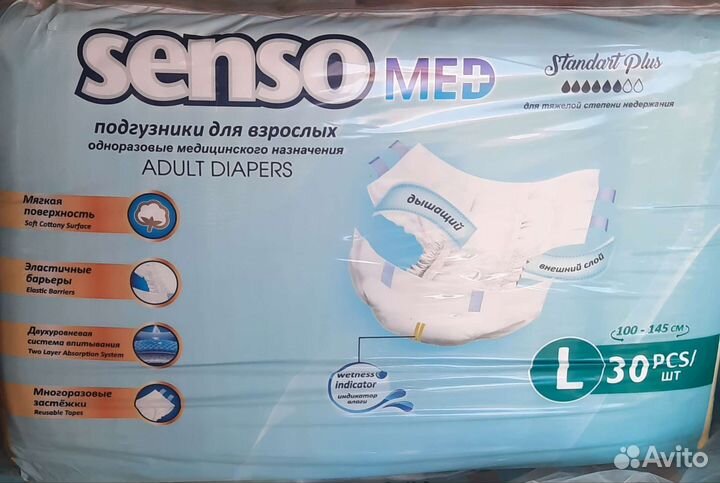 senso MED
Standart Plus
для тяжелой степени недержания
подгузники для взрослых
одноразовые медицинского назначения
ADULT DIAPERS
Мягкая
поверхность
Soft Cottony Surface
Эластичные
барьеры
Elastic Barriers
Двухуровневая
система впитывания
Two Layer Absorption System
Многоразовые
застёжки
Reusable Tapes
дышащий
внешний слой
wetness
indicator
индикатор
влаги
100 - 145 СМ
L 30 PCS/
ШТ
Avito